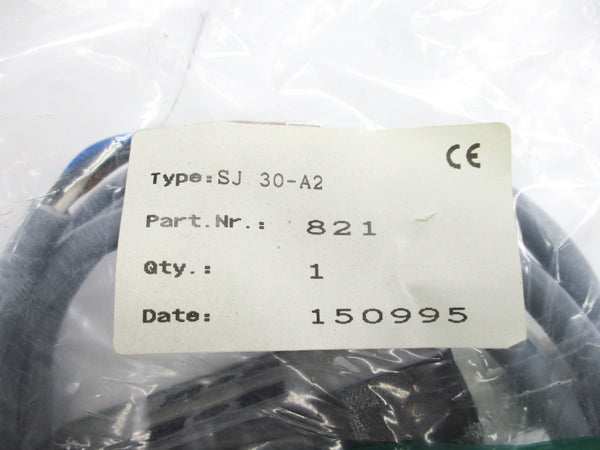 CE
Type: SJ 30-A2
Part.Nr.: 821
Qty.: 1
Date: 150995